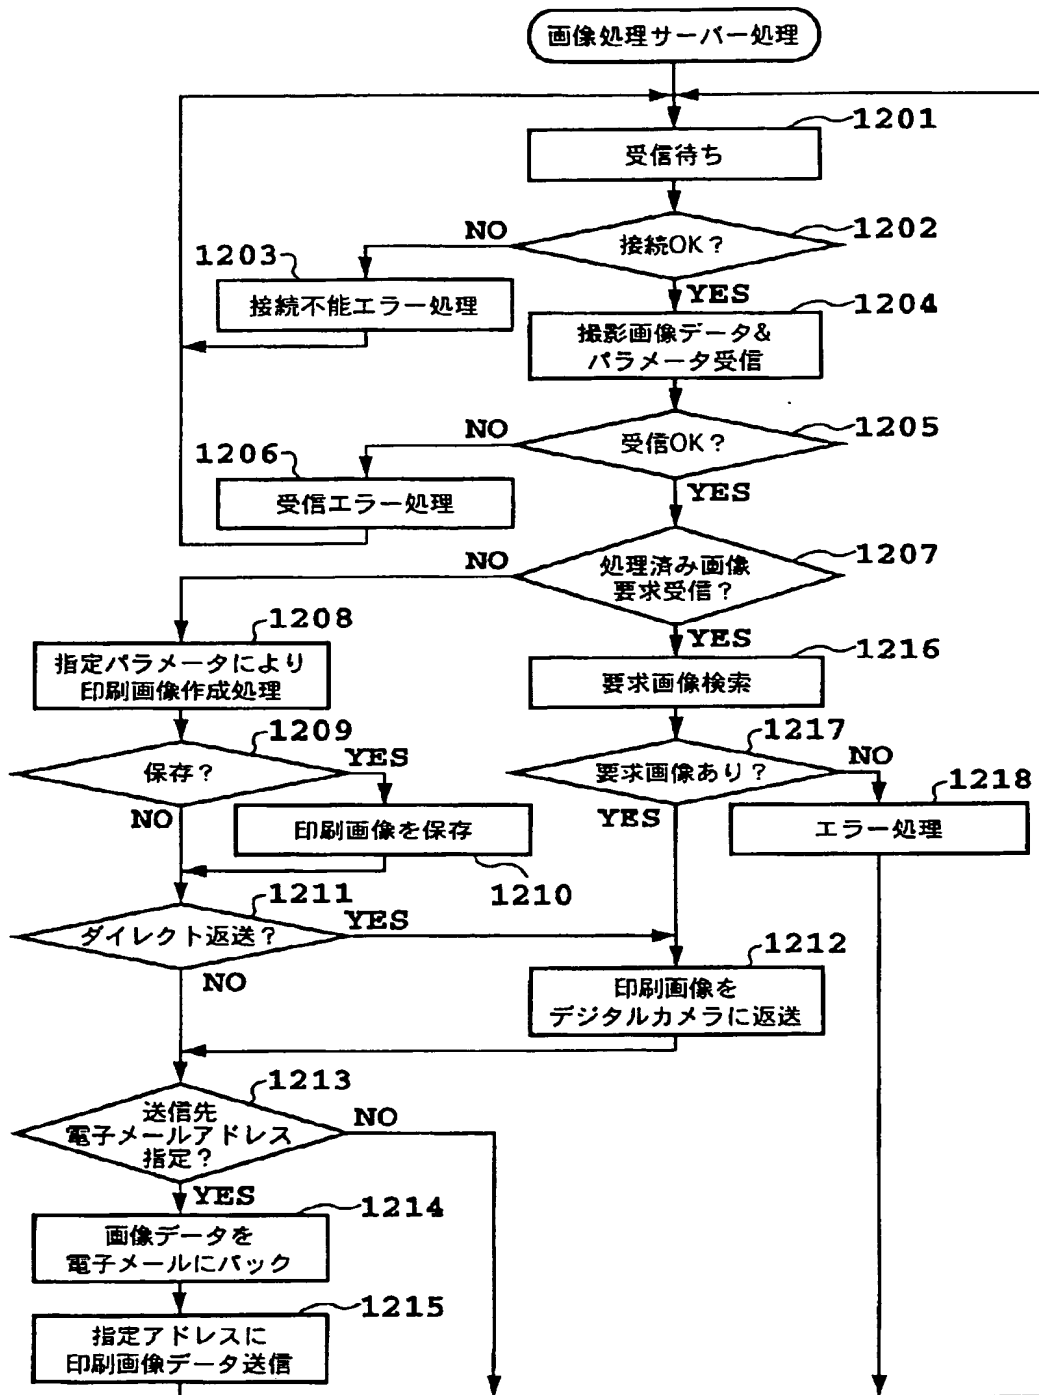 画像処理サーバー処理
1201
受信待ち
1202
接続OK?
NO
1203
接続不能エラー処理
YES
1204
撮影画像データ&
パラメータ受信
1205
受信OK?
NO
1206
受信エラー処理
YES
1207
処理済み画像
要求受信?
NO
1208
指定パラメータにより
印刷画像作成処理
YES
1216
要求画像検索
1209
保存?
YES
NO
印刷画像を保存
1210
1217
要求画像あり?
NO
YES
1218
エラー処理
1211
ダイレクト返送?
YES
NO
1212
印刷画像を
デジタルカメラに返送
1213
送信先
電子メールアドレス
指定?
NO
YES
1214
画像データを
電子メールにパック
1215
指定アドレスに
印刷画像データ送信